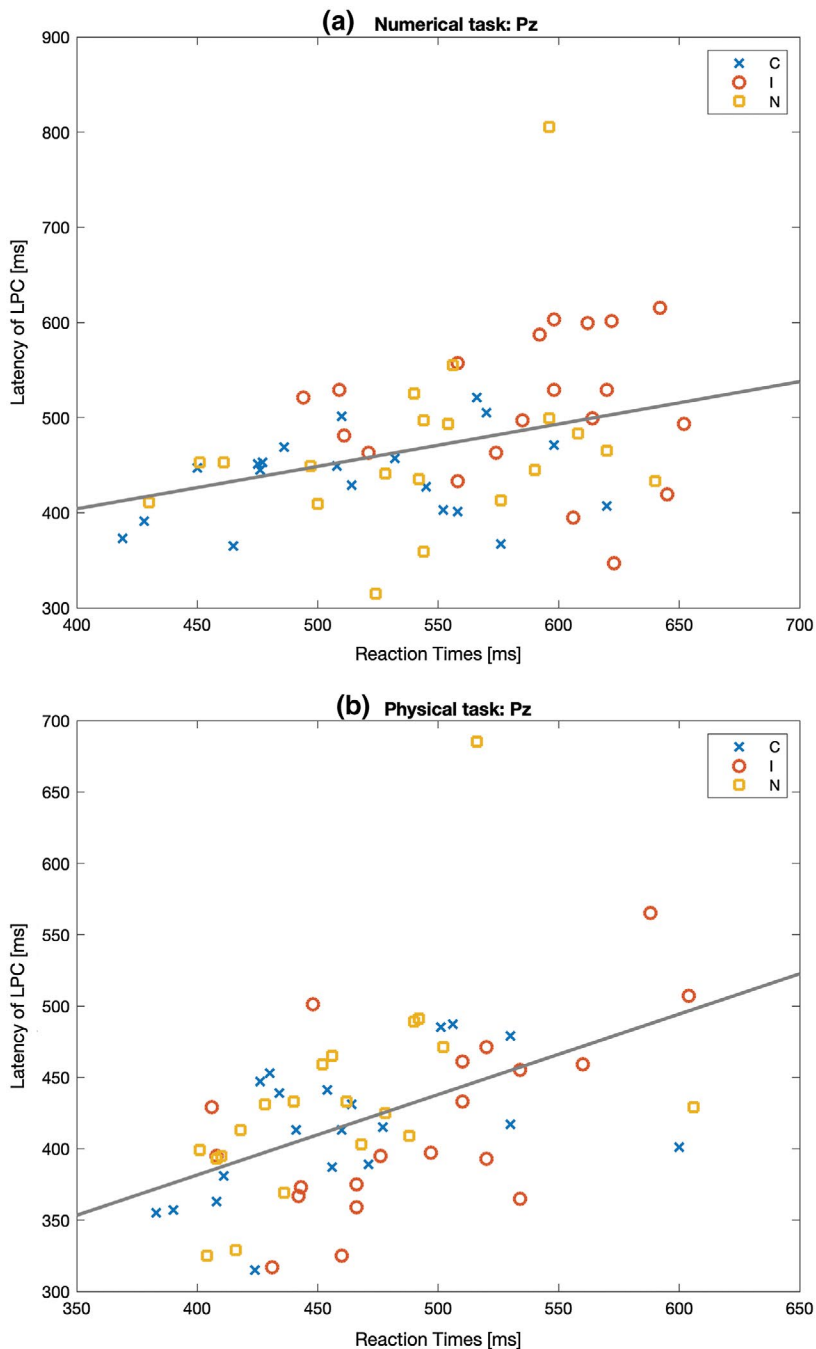 (a) Numerical task: Pz
900
800
700
600
500
400
300
Latency of LPC [ms]
C
I
N
400 450 500 550 600 650 700
Reaction Times [ms]
(b) Physical task: Pz
700
650
600
550
500
450
400
350
300
Latency of LPC [ms]
C
I
N
350 400 450 500 550 600 650
Reaction Times [ms]